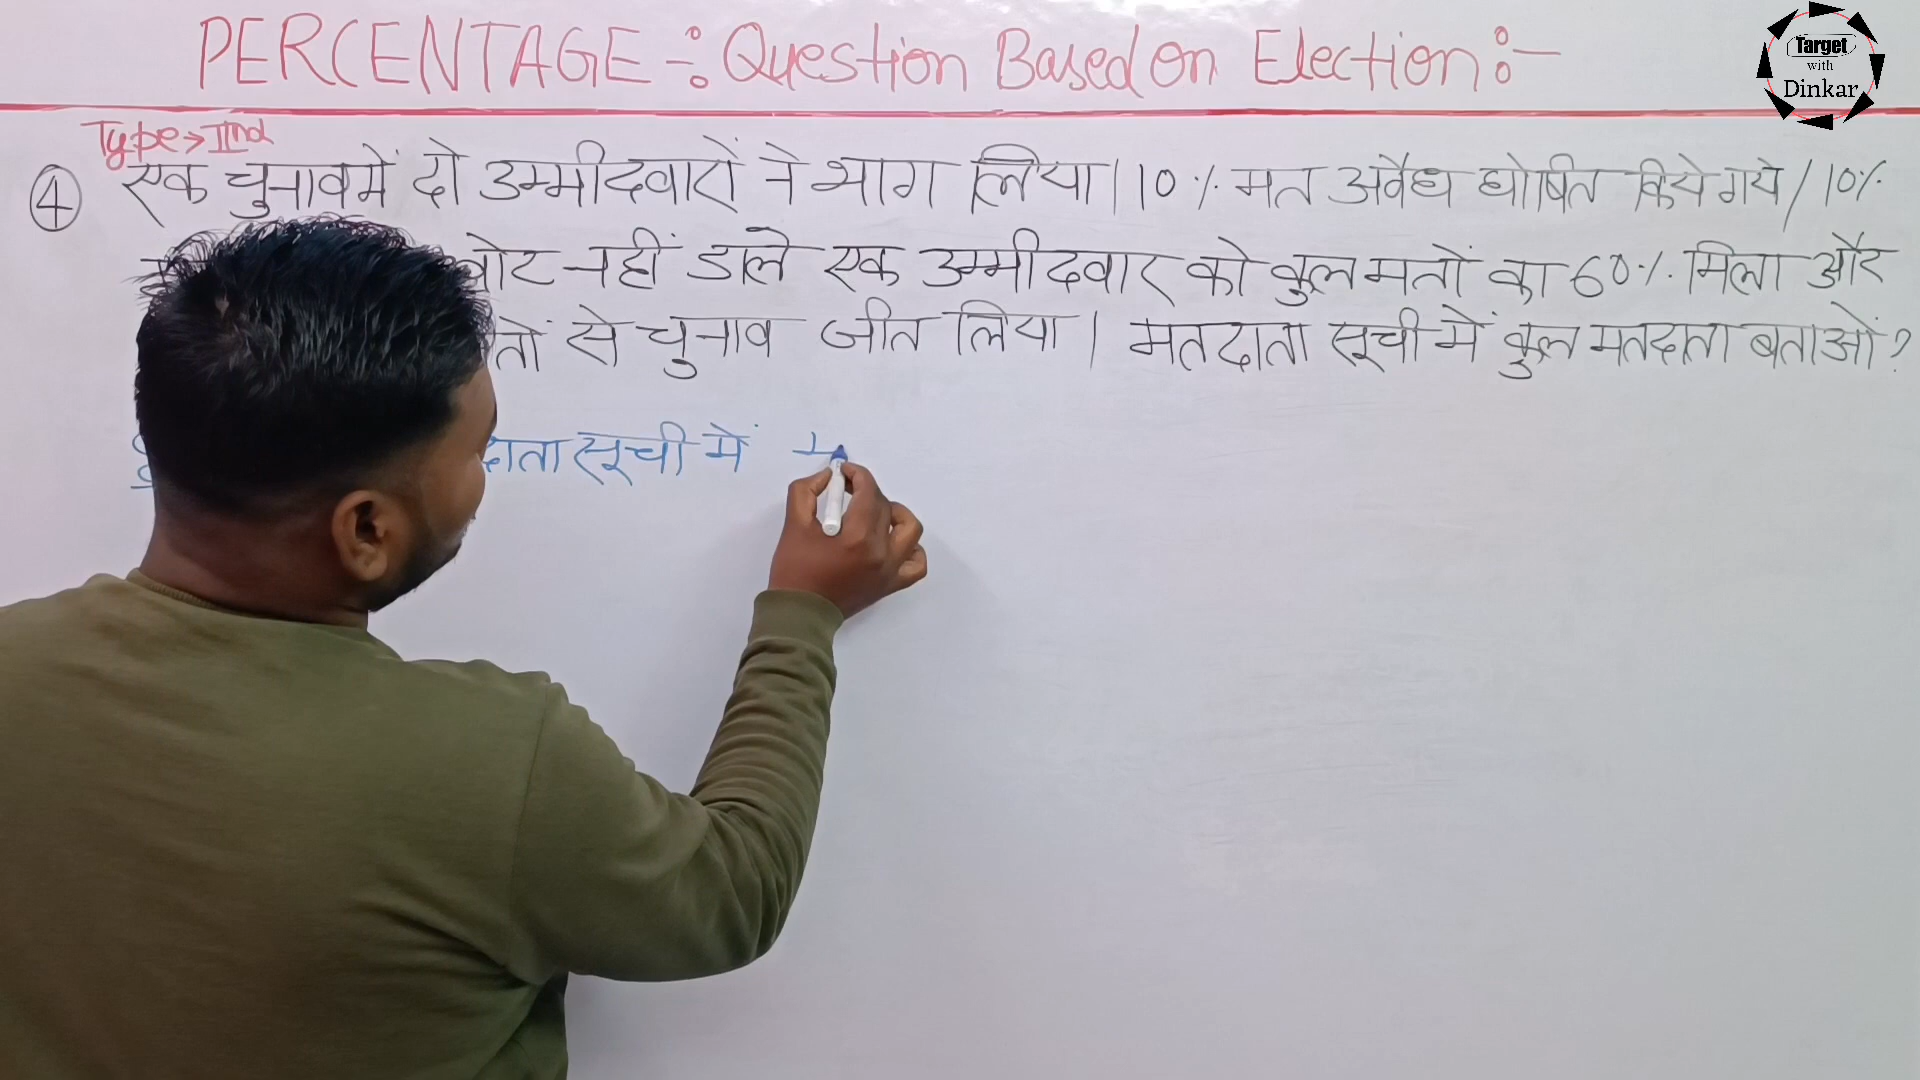 PERCENTAGE -: Question Based On Election :-
Target
with
Dinkar
Type→IInd
④ एक चुनाव में दो उम्मीदवारों ने भाग लिया। 10% मत अवैध घोषित किये गये / 10%
वोट नहीं डाले एक उम्मीदवार को कुल मतों का 60% मिला और
तों से चुनाव जीत लिया। मतदाता सूची में कुल मतदाता बताओं?
दाता सूची में